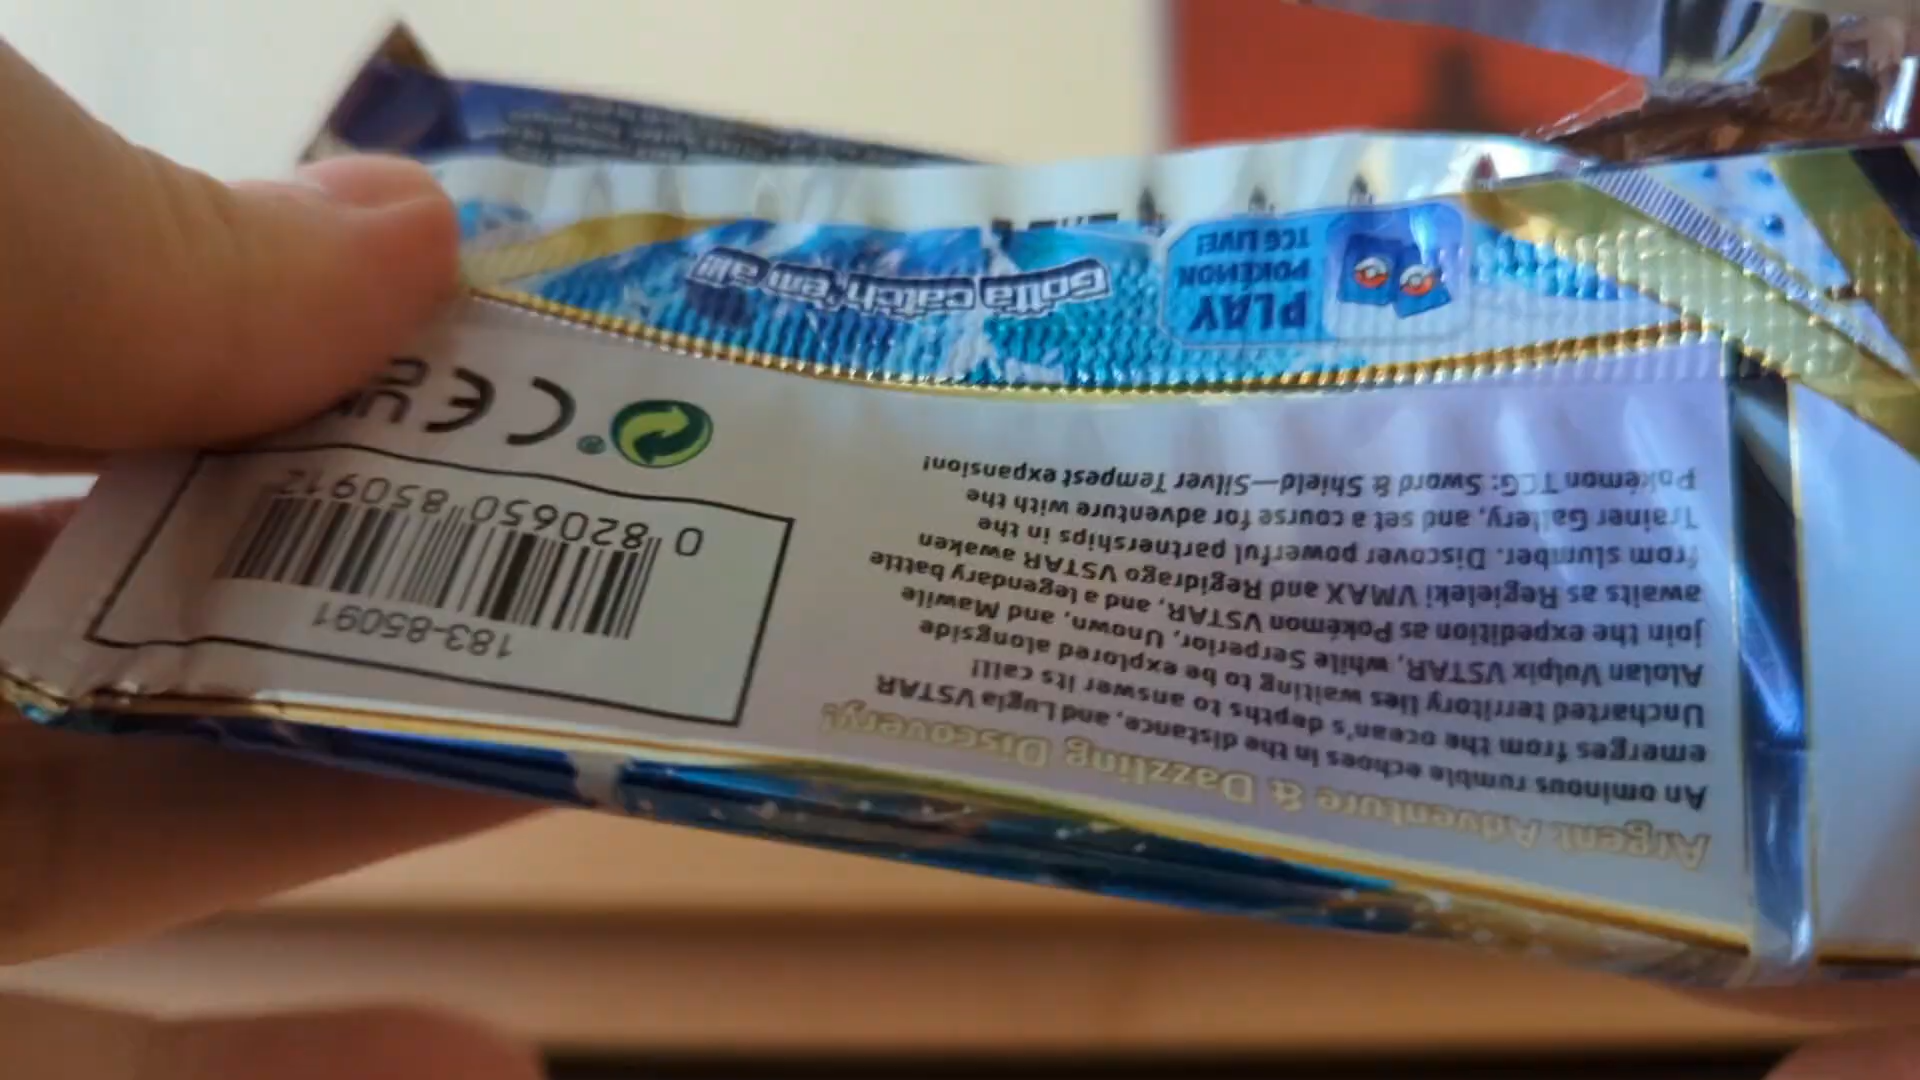 Argent Adventure & Dazzling Discovery!
An ominous rumble echoes in the distance, and Lugia VSTAR
emerges from the ocean's depths to answer its call!
Uncharted territory lies waiting to be explored alongside
Alolan Vulpix VSTAR, while Serperior, Unown, and Mawile
join the expedition as Pokémon VSTAR, and a legendary battle
awaits as Regieleki VMAX and Regidrago VSTAR awaken
from slumber. Discover powerful partnerships in the
Trainer Gallery, and set a course for adventure with the
Pokémon TCG: Sword & Shield—Silver Tempest expansion!
183-85091
0 820650 850912
CE
PLAY
POKÉMON
TCG LIVE!
Gotta catch 'em all!